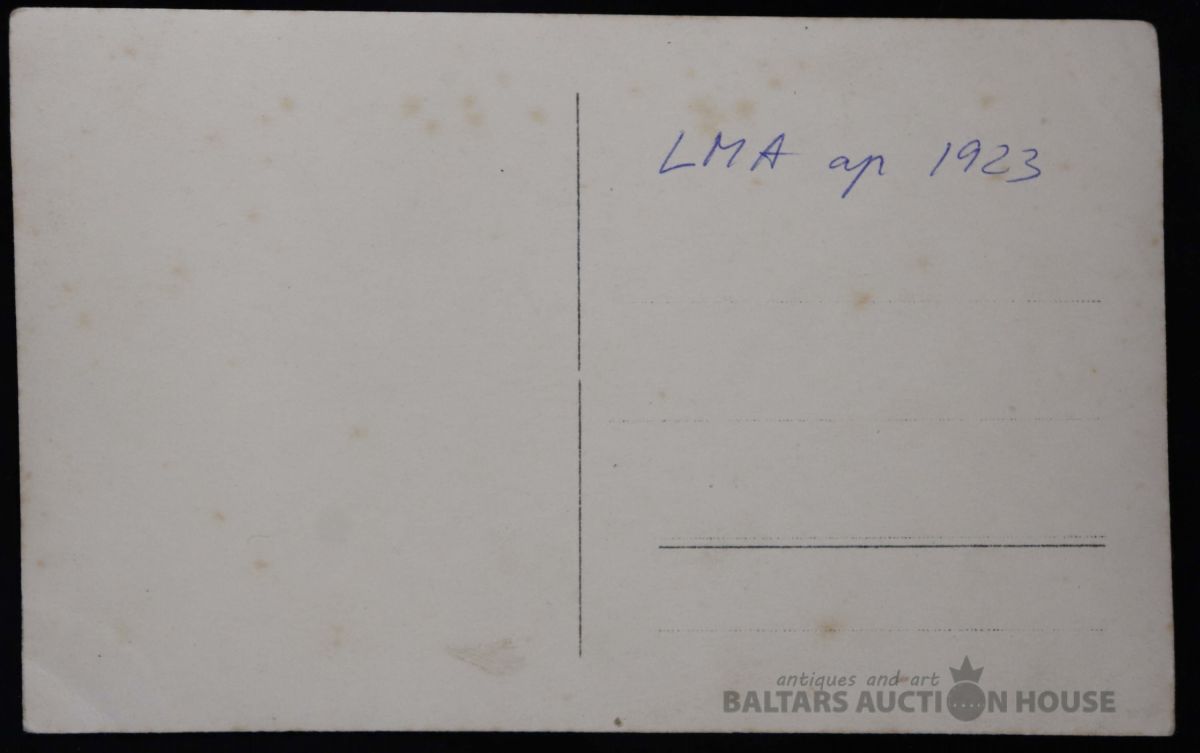 LMA ap 1923
antiques and art
BALTARS AUCTION HOUSE